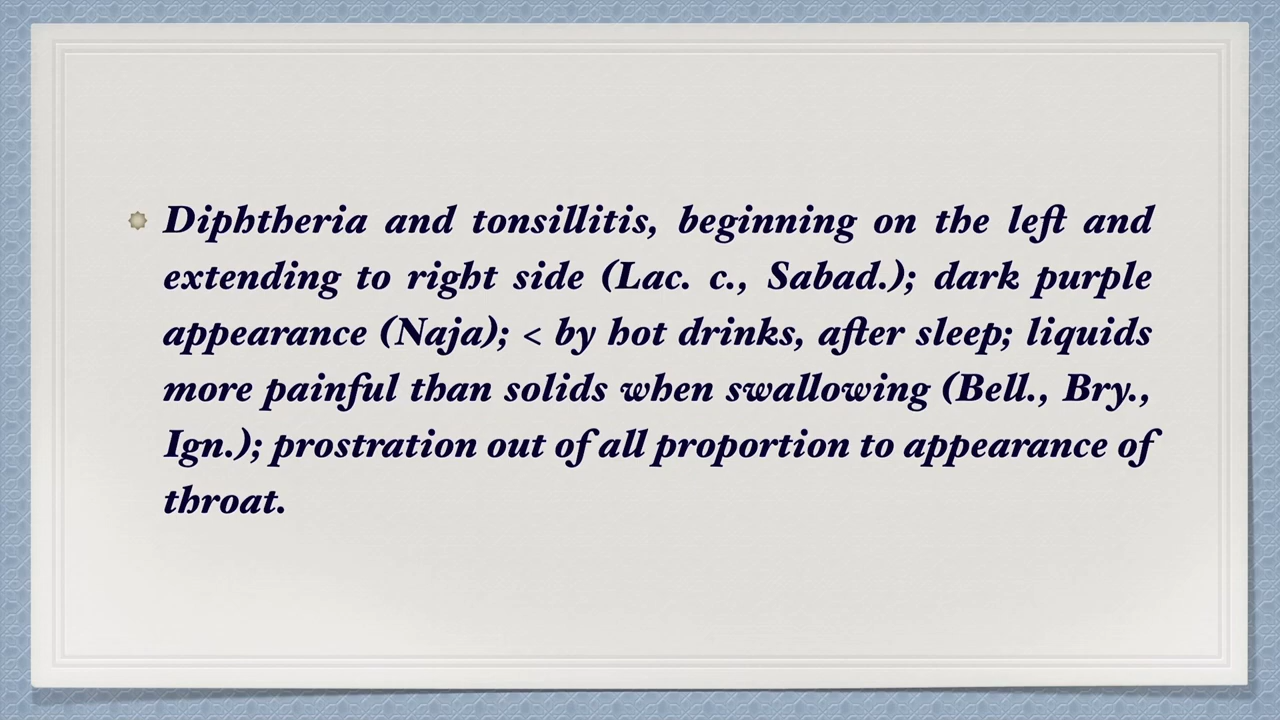 Diphtheria and tonsillitis, beginning on the left and
extending to right side (Lac. c., Sabad.); dark purple
appearance (Naja); < by hot drinks, after sleep; liquids
more painful than solids when swallowing (Bell., Bry.,
Ign.); prostration out of all proportion to appearance of
throat.